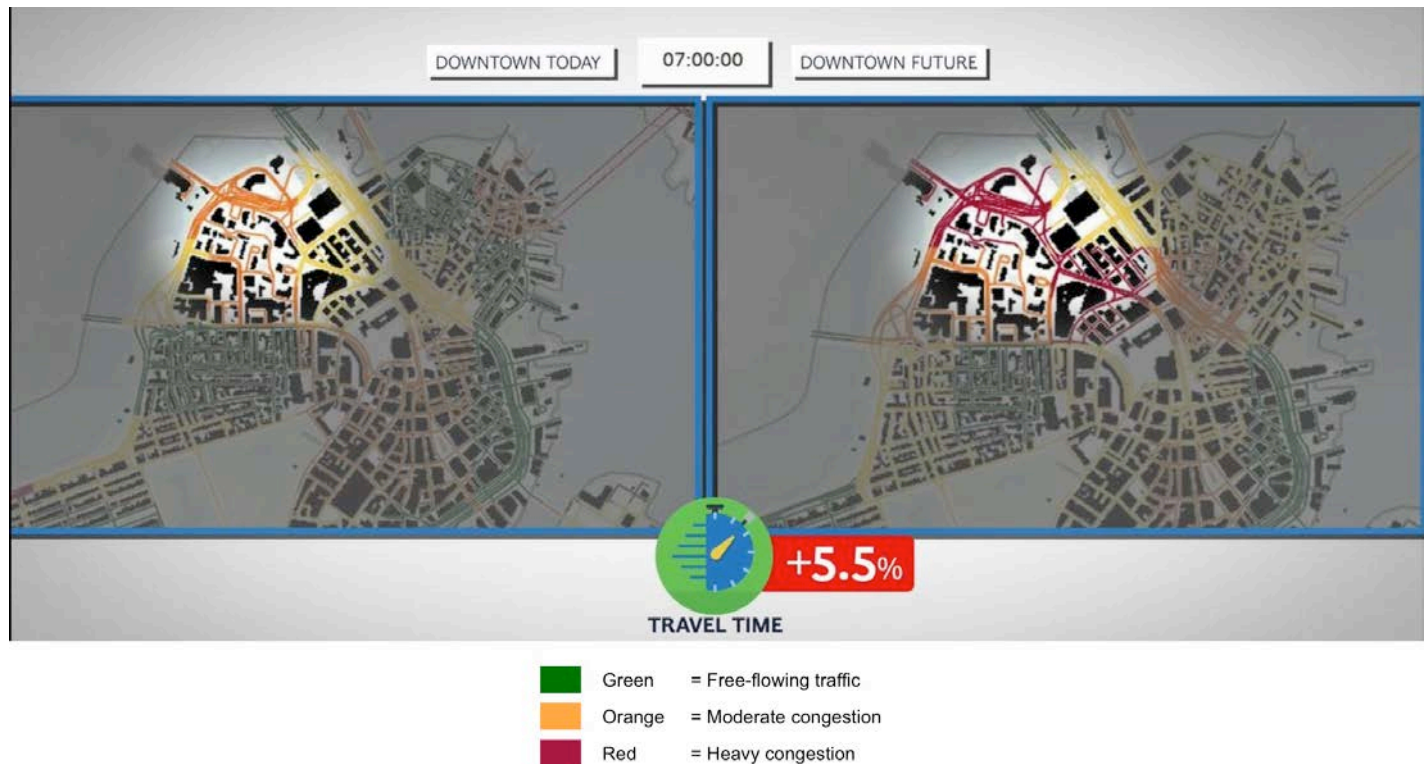 DOWNTOWN TODAY
07:00:00
DOWNTOWN FUTURE
+5.5%
TRAVEL TIME
Green = Free-flowing traffic
Orange = Moderate congestion
Red = Heavy congestion